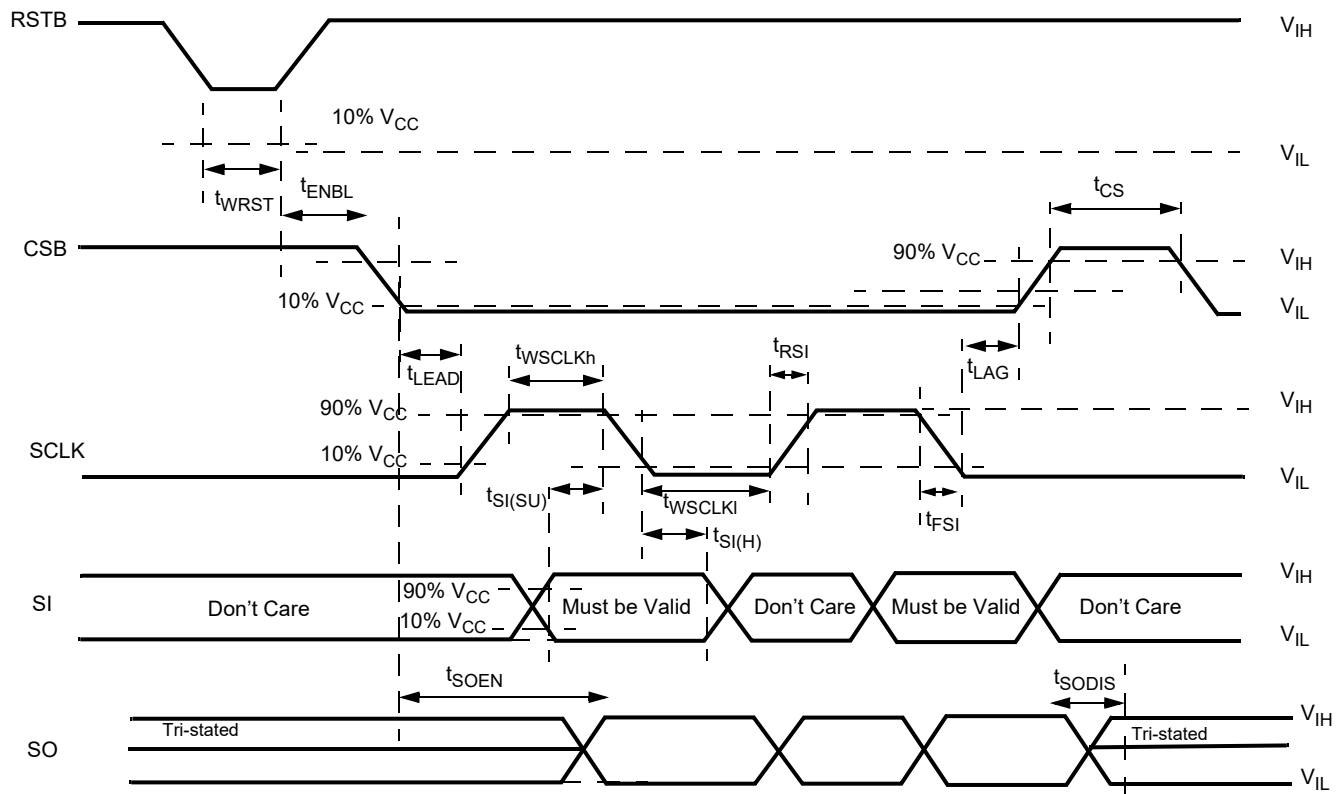 RSTB
V_IH
10% V_CC
V_IL
t_WRST
t_ENBL
t_CS
CSB
90% V_CC
V_IH
10% V_CC
V_IL
t_LEAD
t_WSCLKh
t_RSI
t_LAG
90% V_CC
V_IH
SCLK
10% V_CC
V_IL
t_SI(SU)
t_WSCLKl
t_FSI
t_SI(H)
V_IH
SI
Don't Care
90% V_CC
10% V_CC
Must be Valid
Don't Care
Must be Valid
Don't Care
V_IL
t_SOEN
t_SODIS
V_IH
Tri-stated
Tri-stated
SO
V_IL